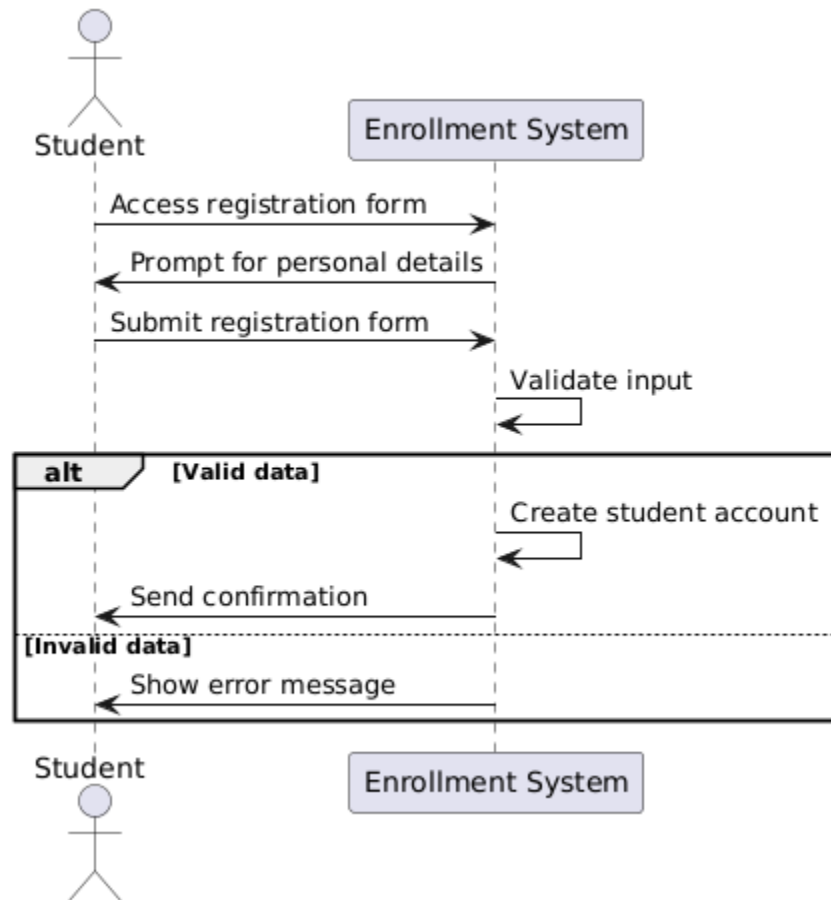 Student
Enrollment System
Access registration form
Prompt for personal details
Submit registration form
Validate input
alt
[Valid data]
Create student account
Send confirmation
[Invalid data]
Show error message
Student
Enrollment System